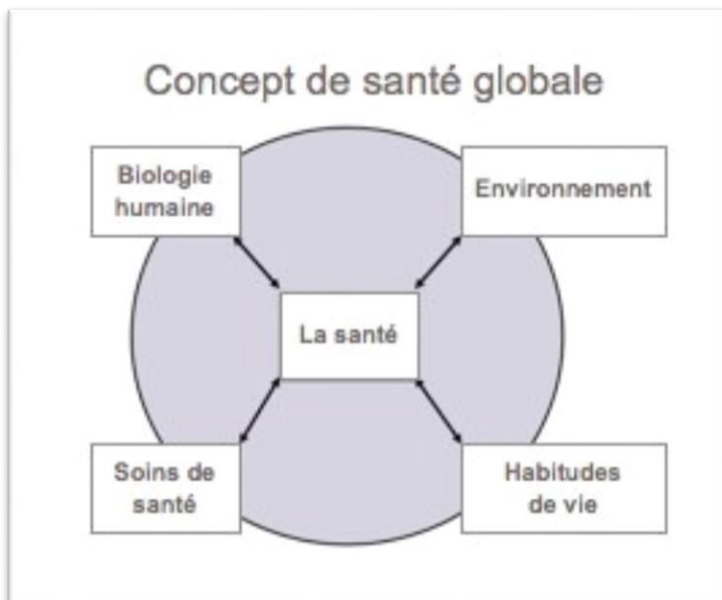 Concept de santé globale
Biologie
humaine
Environnement
La santé
Soins de
santé
Habitudes
de vie